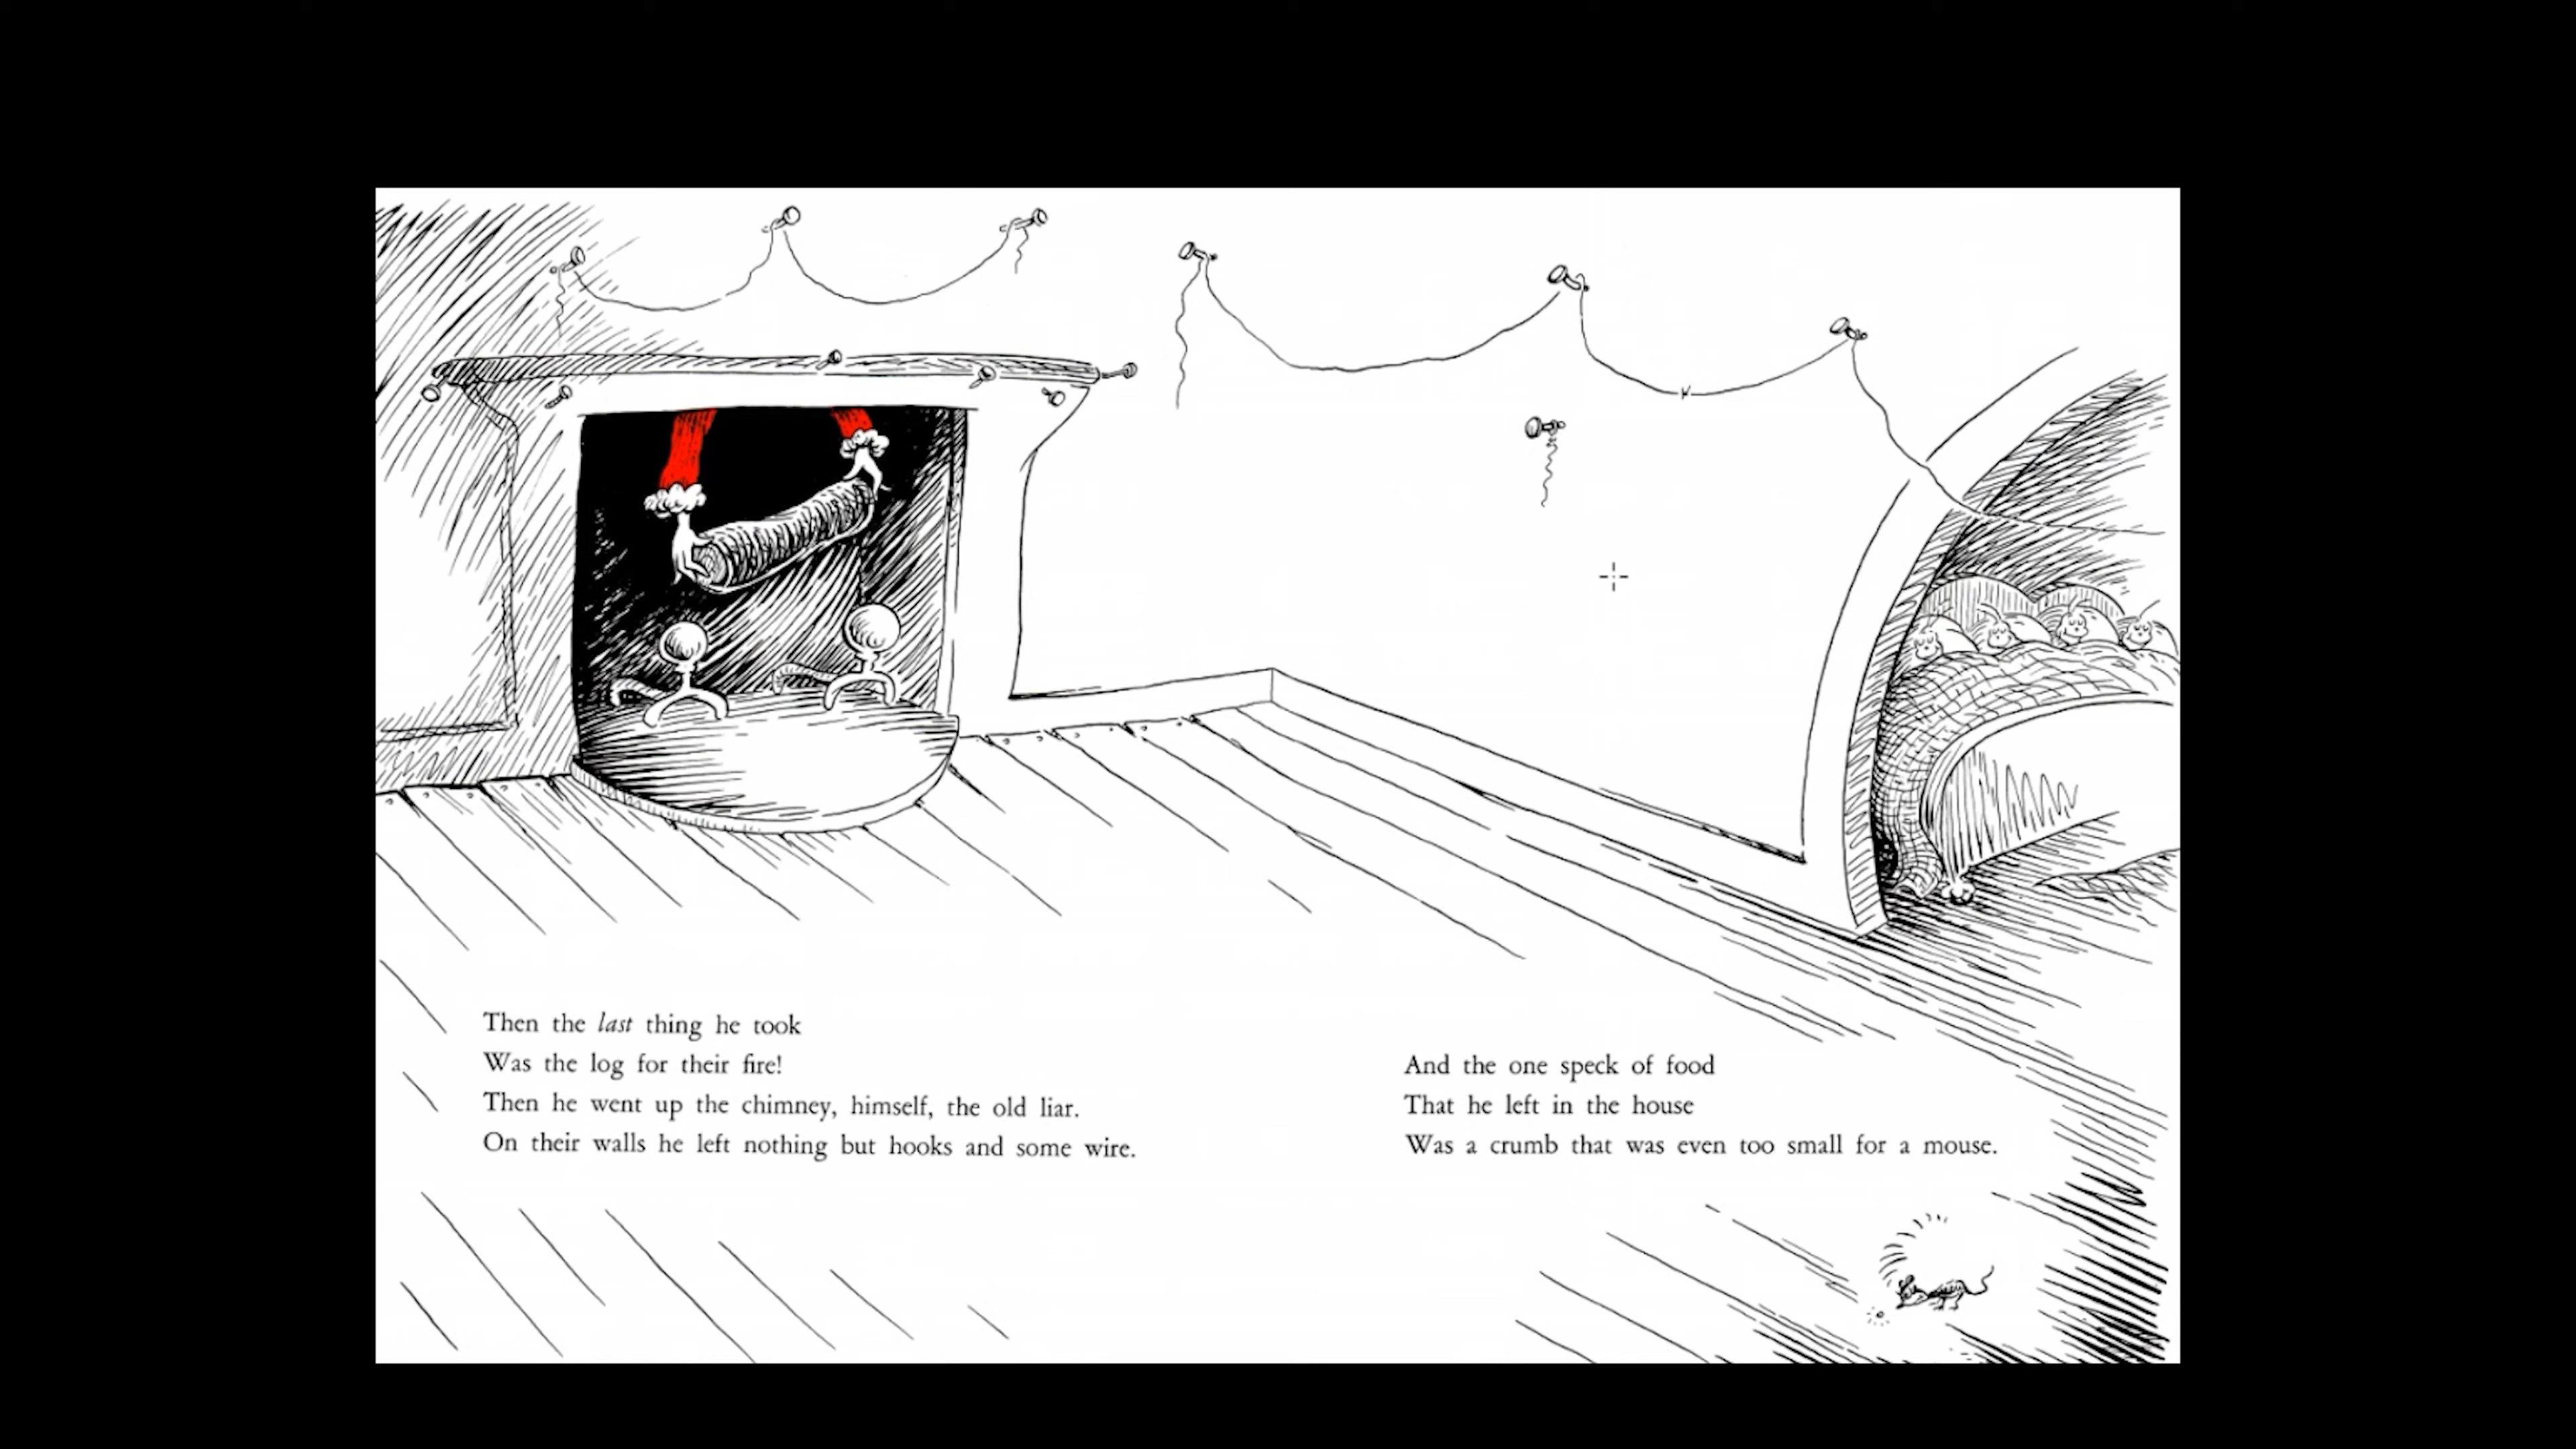 Then the last thing he took
Was the log for their fire!
Then he went up the chimney, himself, the old liar.
On their walls he left nothing but hooks and some wire.
And the one speck of food
That he left in the house
Was a crumb that was even too small for a mouse.